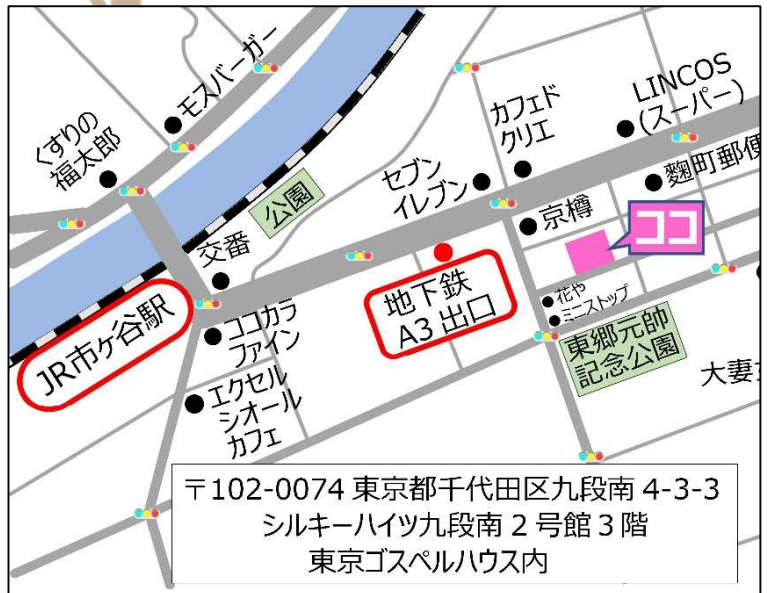 モスバーガー
くすりの
福太郎
公園
交番
JR市ヶ谷駅
ココカラ
ファイン
エクセル
シオール
カフェ
セブン
イレブン
地下鉄
A3 出口
カフェド
クリエ
LINCOS
(スーパー)
麴町郵便
京樽
ココ
花や
ミニストップ
東郷元帥
記念公園
大妻
〒102-0074 東京都千代田区九段南 4-3-3
シルキーハイツ九段南 2 号館 3 階
東京ゴスペルハウス内